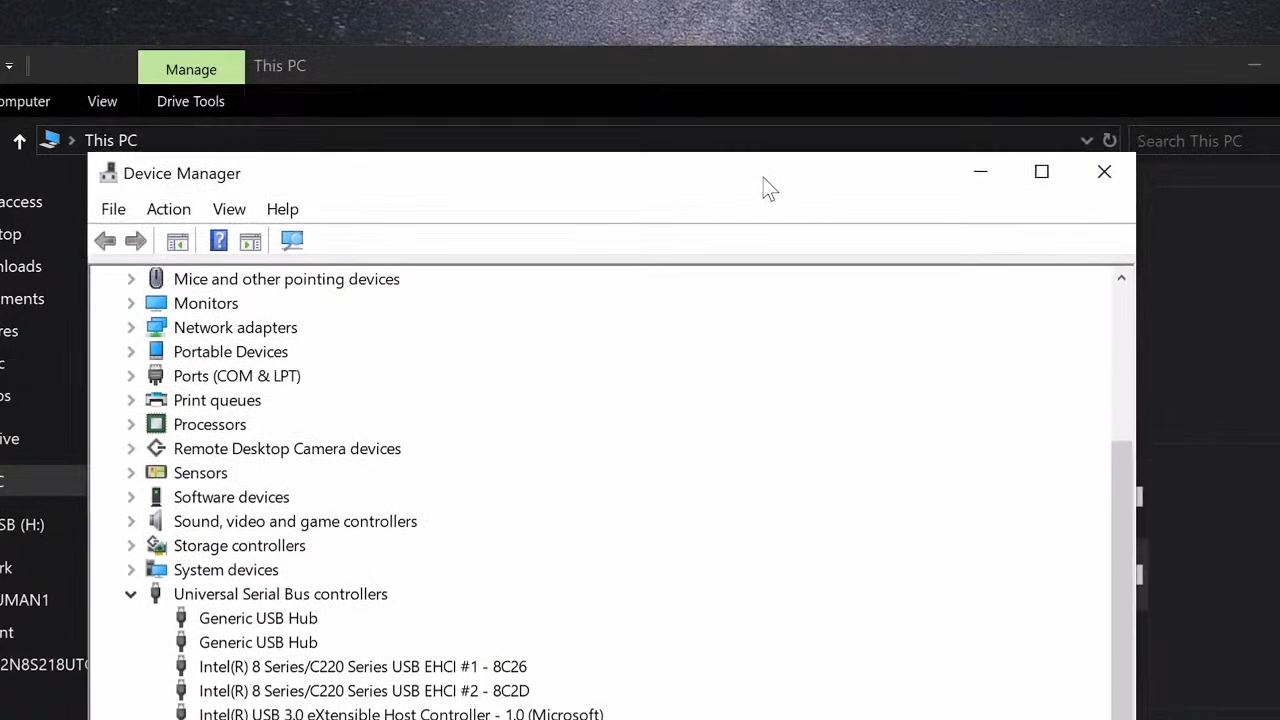 Manage
This PC
omputer
View
Drive Tools
This PC
Search This PC
Device Manager
File
Action
View
Help
access
top
nloads
ments
res
c
ps
ive
C
SB (H:)
rk
UMAN1
nt
2N8S218UT
Mice and other pointing devices
Monitors
Network adapters
Portable Devices
Ports (COM & LPT)
Print queues
Processors
Remote Desktop Camera devices
Sensors
Software devices
Sound, video and game controllers
Storage controllers
System devices
Universal Serial Bus controllers
Generic USB Hub
Generic USB Hub
Intel(R) 8 Series/C220 Series USB EHCI #1 - 8C26
Intel(R) 8 Series/C220 Series USB EHCI #2 - 8C2D
Intel(R) USB 3.0 eXtensible Host Controller - 1.0 (Microsoft)